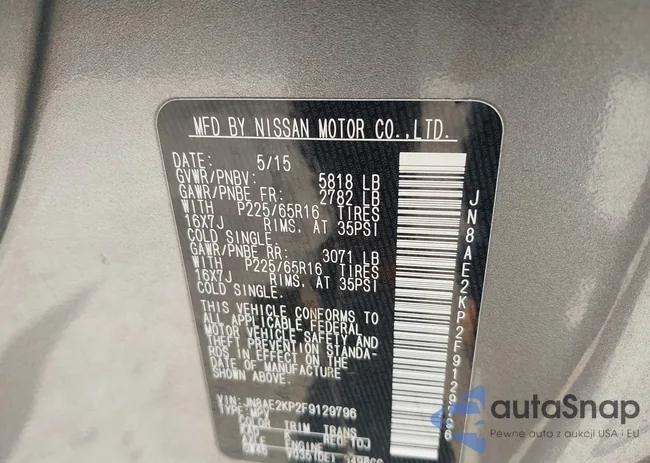 MFD BY NISSAN MOTOR CO.,LTD.
DATE: 5/15
GVWR/PNBV: 5818 LB
GAWR/PNBE FR: 2782 LB
WITH P225/65R16 TIRES
16X7J RIMS, AT 35PSI
COLD SINGLE.
GAWR/PNBE RR: 3071 LB
WITH P225/65R16 TIRES
16X7J RIMS, AT 35PSI
COLD SINGLE.
THIS VEHICLE CONFORMS TO
ALL APPLICABLE FEDERAL
MOTOR VEHICLE SAFETY AND
THEFT PREVENTION STANDA-
RDS IN EFFECT ON THE
DATE OF MANUFACTURE
SHOWN ABOVE.
VIN: JN8AE2KP2F9129796
TYPE: MPV
COLOR TRIM TRANS
AXLE ENGINE
JN8AE2KP2F9129796
autoSnap
Pewne auto z aukcji USA i EU